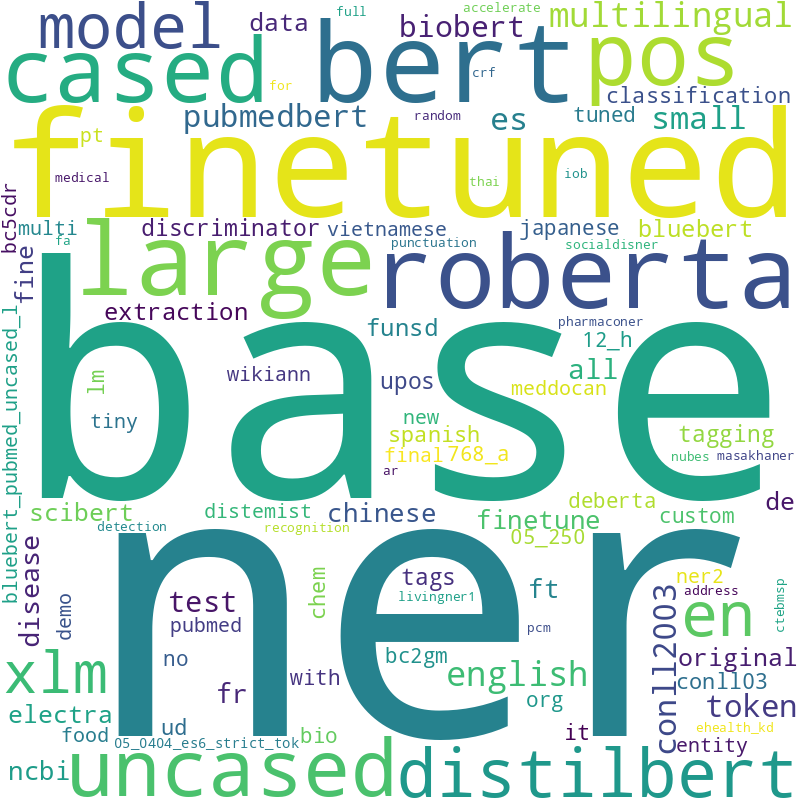 full
accelerate
model
data
biobert
multilingual
cased
bert
pos
crf
for
classification
pubmedbert
random
es
tuned
small
finetuned
pt
medical
thai
iob
bc5cdr
multi
fa
discriminator
vietnamese
punctuation
japanese
socialdisner
bluebert
fine
large
roberta
extraction
funsd
pharmaconer
12_h
base
bluebert_pubmed_uncased_l
lm
wikiann
upos
all
meddocan
tiny
new
spanish
tagging
final
768_a
nubes
masakhaner
ar
scibert
distemist
chinese
deberta
de
detection
recognition
finetune
custom
05_250
ner
disease
demo
test
pubmed
chem
tags
livingner1
ft
ner2
address
ctebmsp
conll2003
en
pcm
xlm
no
fr
with
bc2gm
english
original
conll03
org
token
electra
food
ud
05_0404_es6_strict_tok
bio
it
ehealth_kd
entity
ncbi
uncased
distilbert